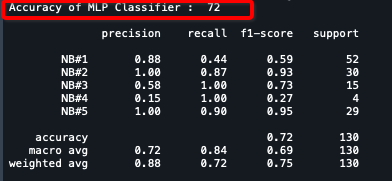 Accuracy of MLP Classifier :  72
precision recall f1-score support
NB#1 0.88 0.44 0.59 52
NB#2 1.00 0.87 0.93 30
NB#3 0.58 1.00 0.73 15
NB#4 0.15 1.00 0.27 4
NB#5 1.00 0.90 0.95 29
accuracy 0.72 130
macro avg 0.72 0.84 0.69 130
weighted avg 0.88 0.72 0.75 130